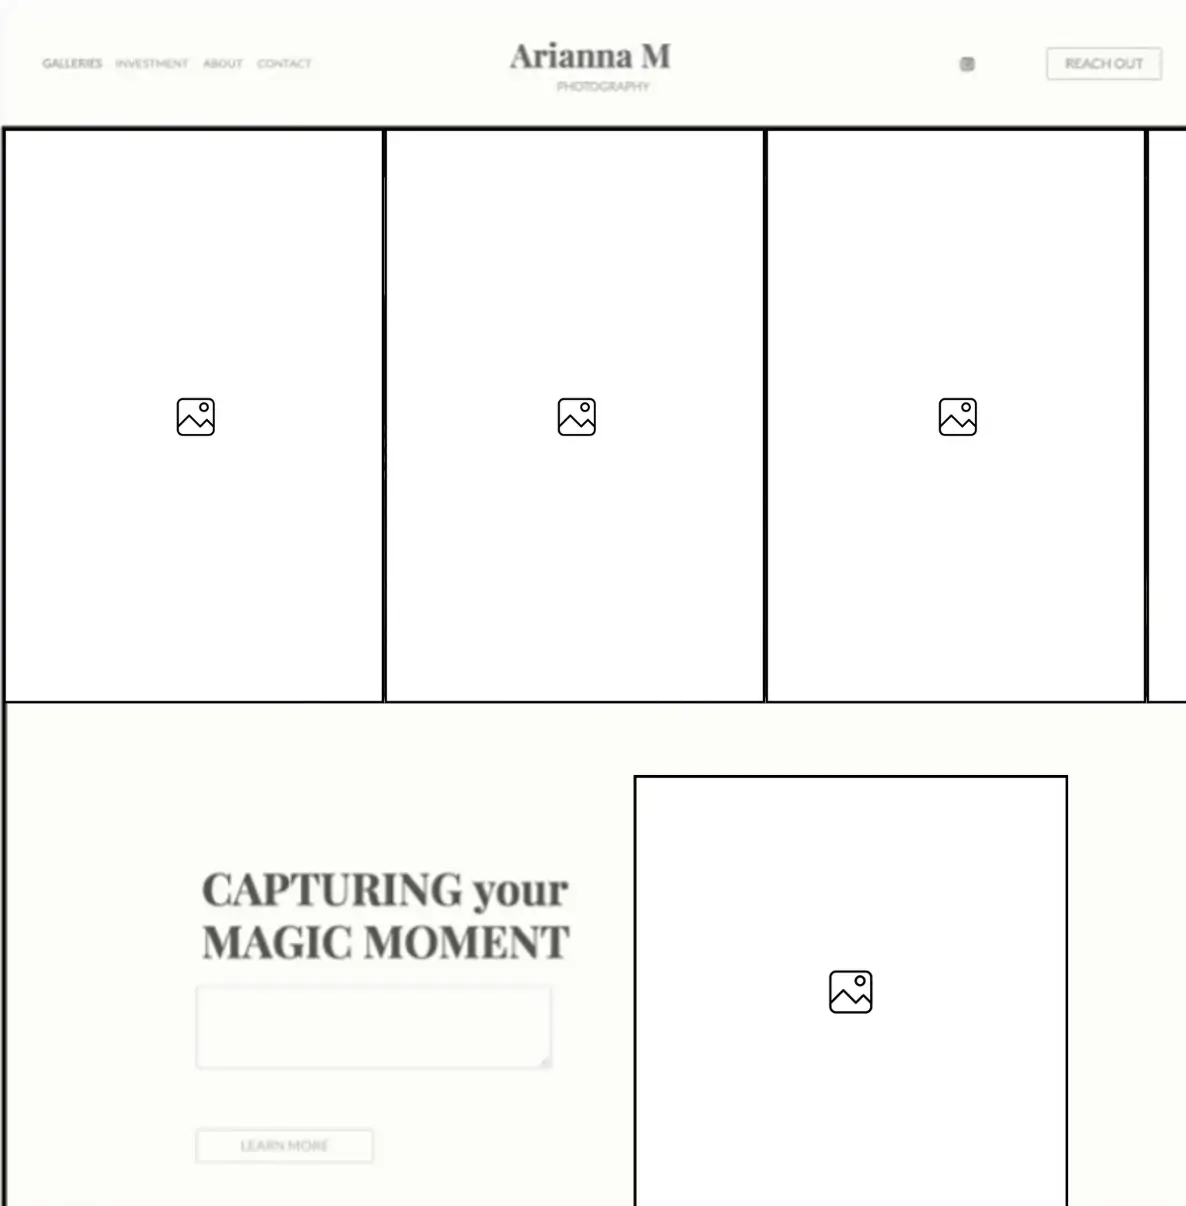 GALLERIES INVESTMENT ABOUT CONTACT
Arianna M
PHOTOGRAPHY
REACH OUT
CAPTURING your
MAGIC MOMENT
LEARN MORE